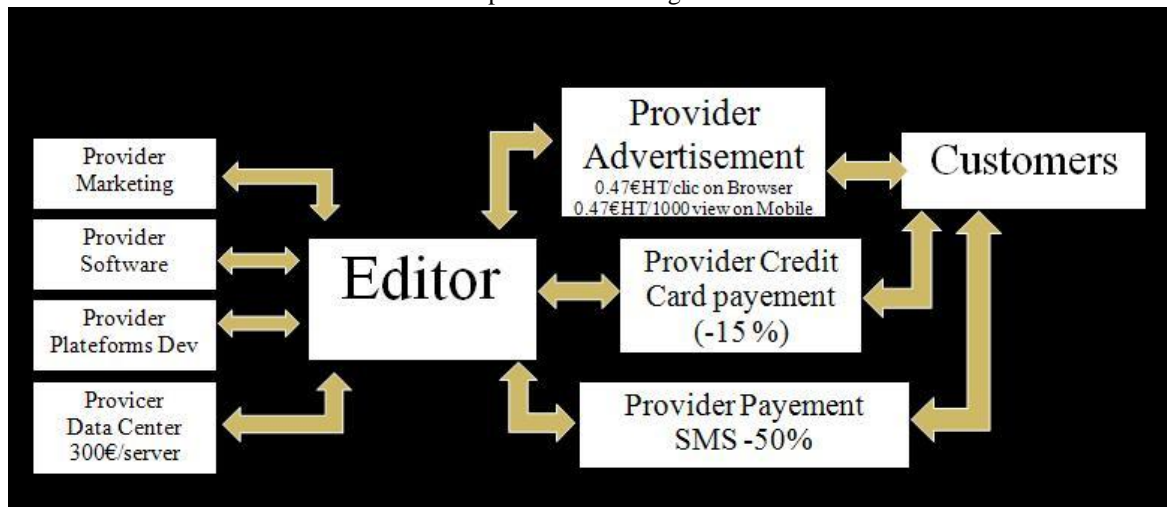 Provider
Marketing
Provider
Software
Provider
Plateforms Dev
Provicer
Data Center
300€/server
Editor
Provider
Advertisement
0.47€HT/clic on Browser
0.47€HT/1000 view on Mobile
Provider Credit
Card payement
(-15 %)
Provider Payement
SMS -50%
Customers